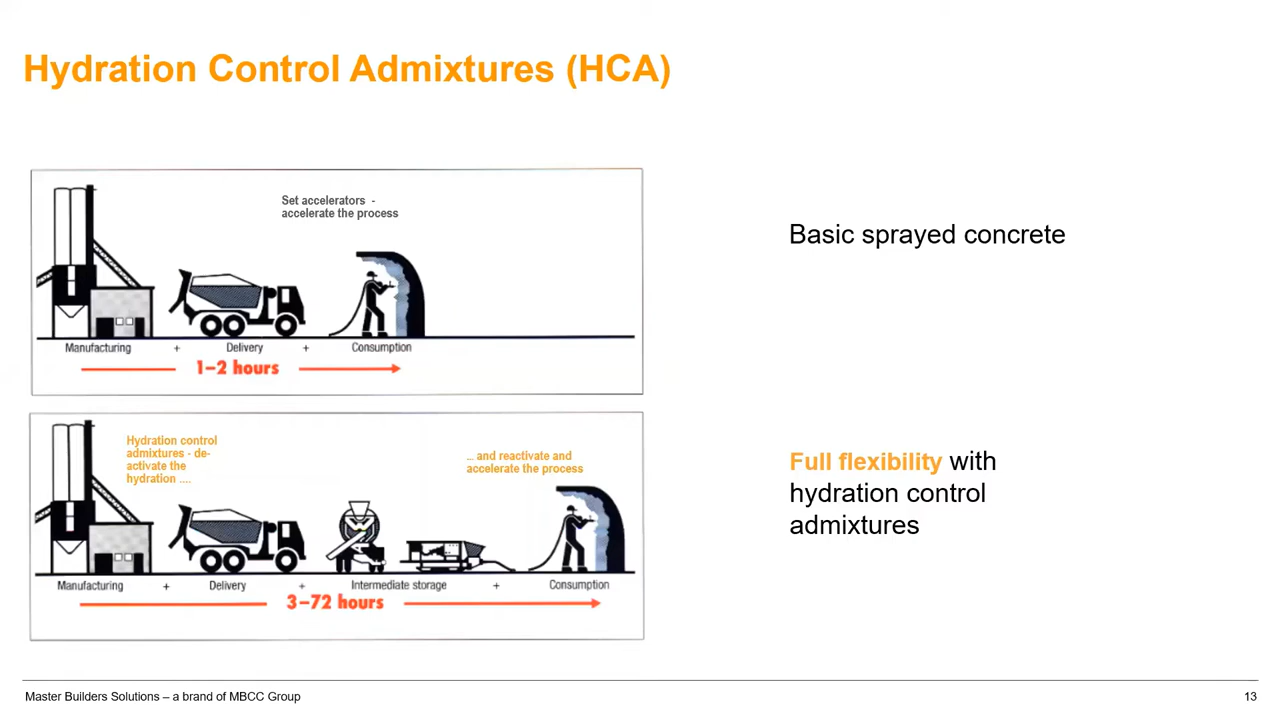 Hydration Control Admixtures (HCA)
Set accelerators -
accelerate the process
Manufacturing + Delivery + Consumption
1–2 hours
Basic sprayed concrete
Hydration control
admixtures - de-
activate the
hydration ....
... and reactivate and
accelerate the process
Manufacturing + Delivery + Intermediate storage + Consumption
3–72 hours
Full flexibility with
hydration control
admixtures
Master Builders Solutions – a brand of MBCC Group
13